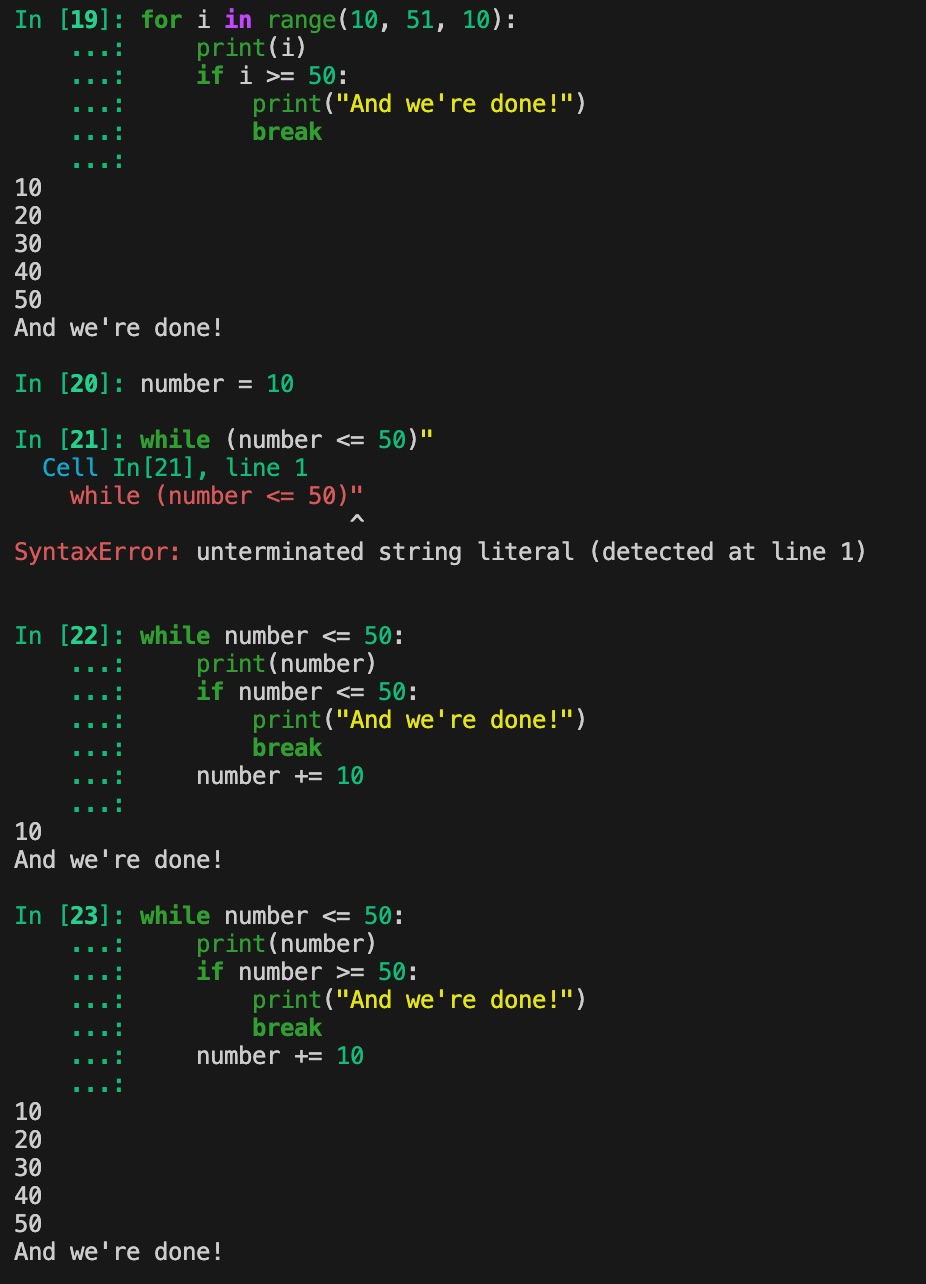 In [19]: for i in range(10, 51, 10):
    ...:     print(i)
    ...:     if i >= 50:
    ...:         print("And we're done!")
    ...:         break
    ...:
10
20
30
40
50
And we're done!

In [20]: number = 10

In [21]: while (number <= 50)"
  Cell In[21], line 1
    while (number <= 50)"
                        ^
SyntaxError: unterminated string literal (detected at line 1)


In [22]: while number <= 50:
    ...:     print(number)
    ...:     if number <= 50:
    ...:         print("And we're done!")
    ...:         break
    ...:     number += 10
    ...:
10
And we're done!

In [23]: while number <= 50:
    ...:     print(number)
    ...:     if number >= 50:
    ...:         print("And we're done!")
    ...:         break
    ...:     number += 10
    ...:
10
20
30
40
50
And we're done!